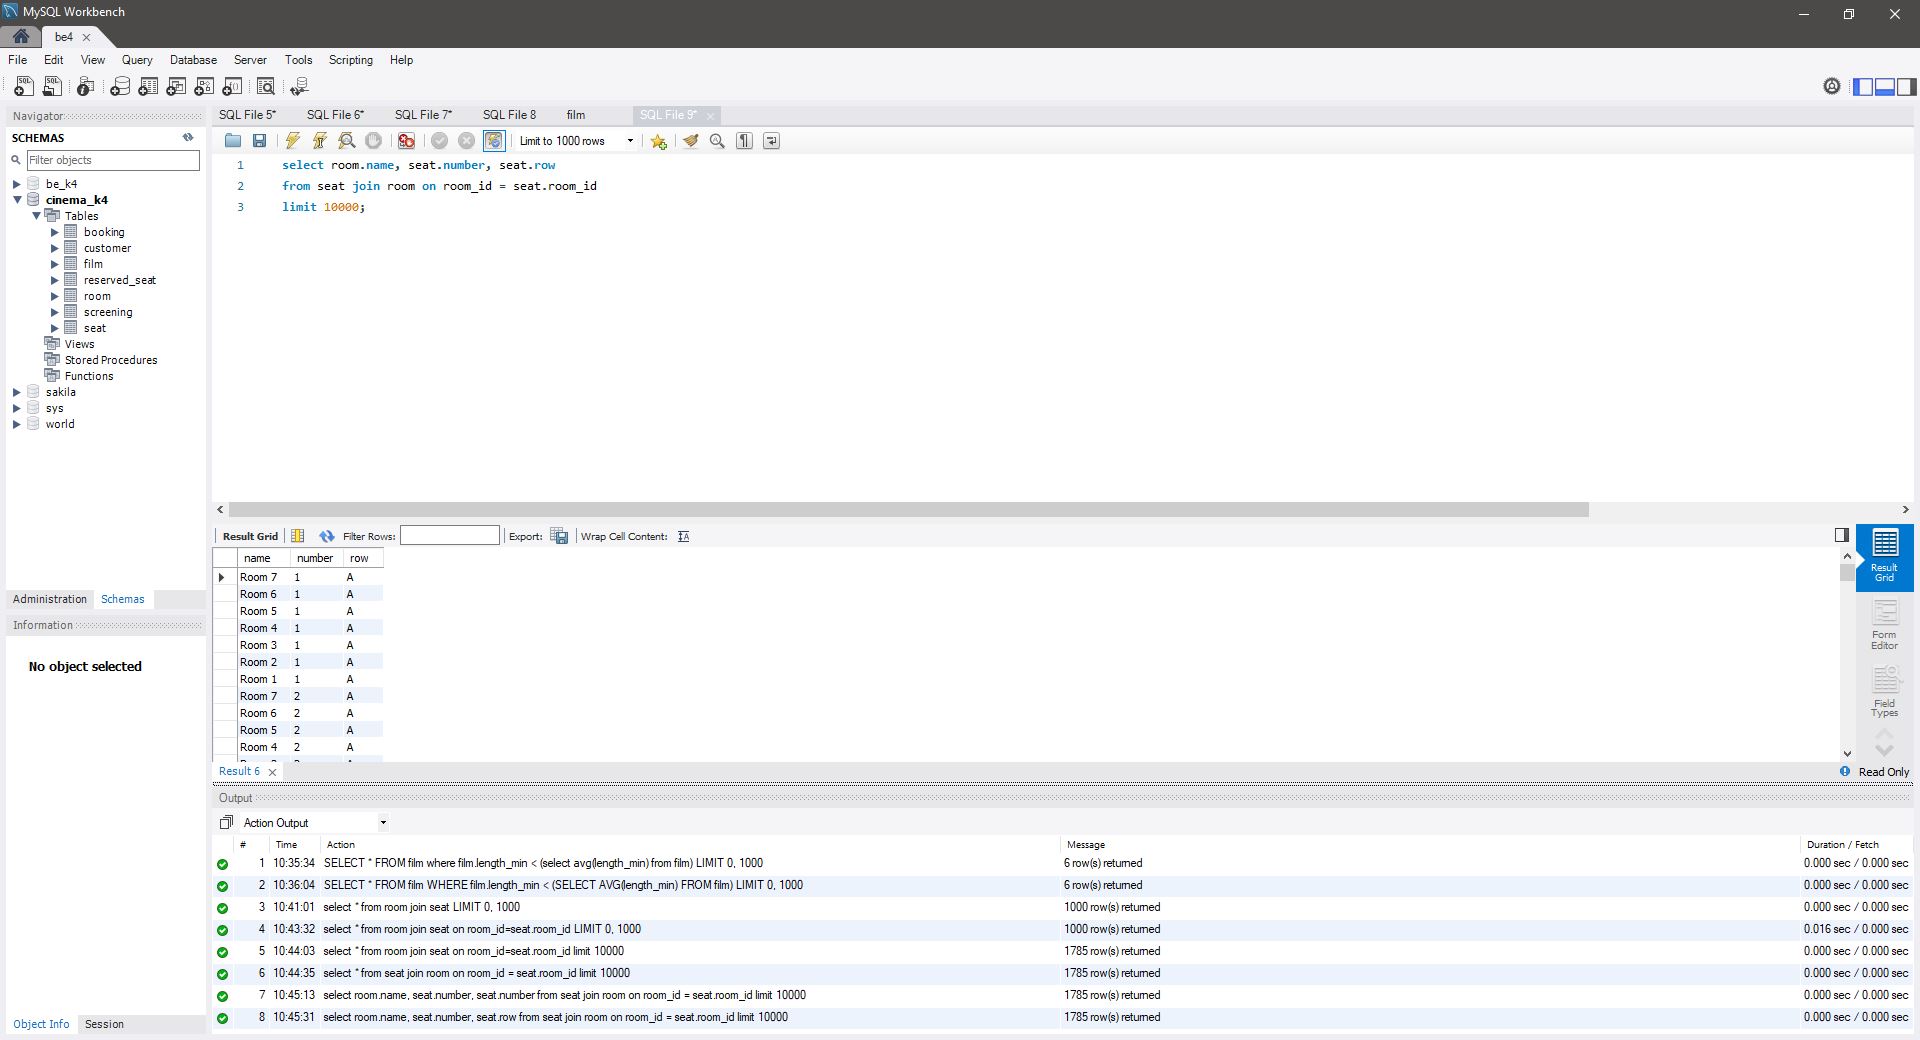 MySQL Workbench
be4
File Edit View Query Database Server Tools Scripting Help
Navigator
SCHEMAS
Filter objects
be_k4
cinema_k4
Tables
booking
customer
film
reserved_seat
room
screening
seat
Views
Stored Procedures
Functions
sakila
sys
world
Administration Schemas
Information
No object selected
Object Info Session
SQL File 5* SQL File 6* SQL File 7* SQL File 8 film SQL File 9*
Limit to 1000 rows
1 select room.name, seat.number, seat.row
2 from seat join room on room_id = seat.room_id
3 limit 10000;
Result Grid Filter Rows: Export: Wrap Cell Content:
name number row
Room 7 1 A
Room 6 1 A
Room 5 1 A
Room 4 1 A
Room 3 1 A
Room 2 1 A
Room 1 1 A
Room 7 2 A
Room 6 2 A
Room 5 2 A
Room 4 2 A
Result Grid
Form Editor
Field Types
Result 6
Read Only
Output
Action Output
# Time Action Message Duration / Fetch
1 10:35:34 SELECT * FROM film where film.length_min < (select avg(length_min) from film) LIMIT 0, 1000 6 row(s) returned 0.000 sec / 0.000 sec
2 10:36:04 SELECT * FROM film WHERE film.length_min < (SELECT AVG(length_min) FROM film) LIMIT 0, 1000 6 row(s) returned 0.000 sec / 0.000 sec
3 10:41:01 select * from room join seat LIMIT 0, 1000 1000 row(s) returned 0.000 sec / 0.000 sec
4 10:43:32 select * from room join seat on room_id=seat.room_id LIMIT 0, 1000 1000 row(s) returned 0.016 sec / 0.000 sec
5 10:44:03 select * from room join seat on room_id=seat.room_id limit 10000 1785 row(s) returned 0.000 sec / 0.000 sec
6 10:44:35 select * from seat join room on room_id = seat.room_id limit 10000 1785 row(s) returned 0.000 sec / 0.000 sec
7 10:45:13 select room.name, seat.number, seat.number from seat join room on room_id = seat.room_id limit 10000 1785 row(s) returned 0.000 sec / 0.000 sec
8 10:45:31 select room.name, seat.number, seat.row from seat join room on room_id = seat.room_id limit 10000 1785 row(s) returned 0.000 sec / 0.000 sec